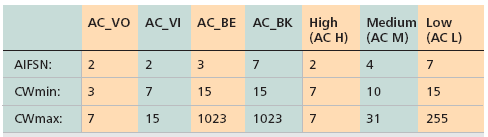 AC_VO AC_VI AC_BE AC_BK High Medium Low
(AC H) (AC M) (AC L)
AIFSN: 2 2 3 7 2 4 7
CWmin: 3 7 15 15 7 10 15
CWmax: 7 15 1023 1023 7 31 255